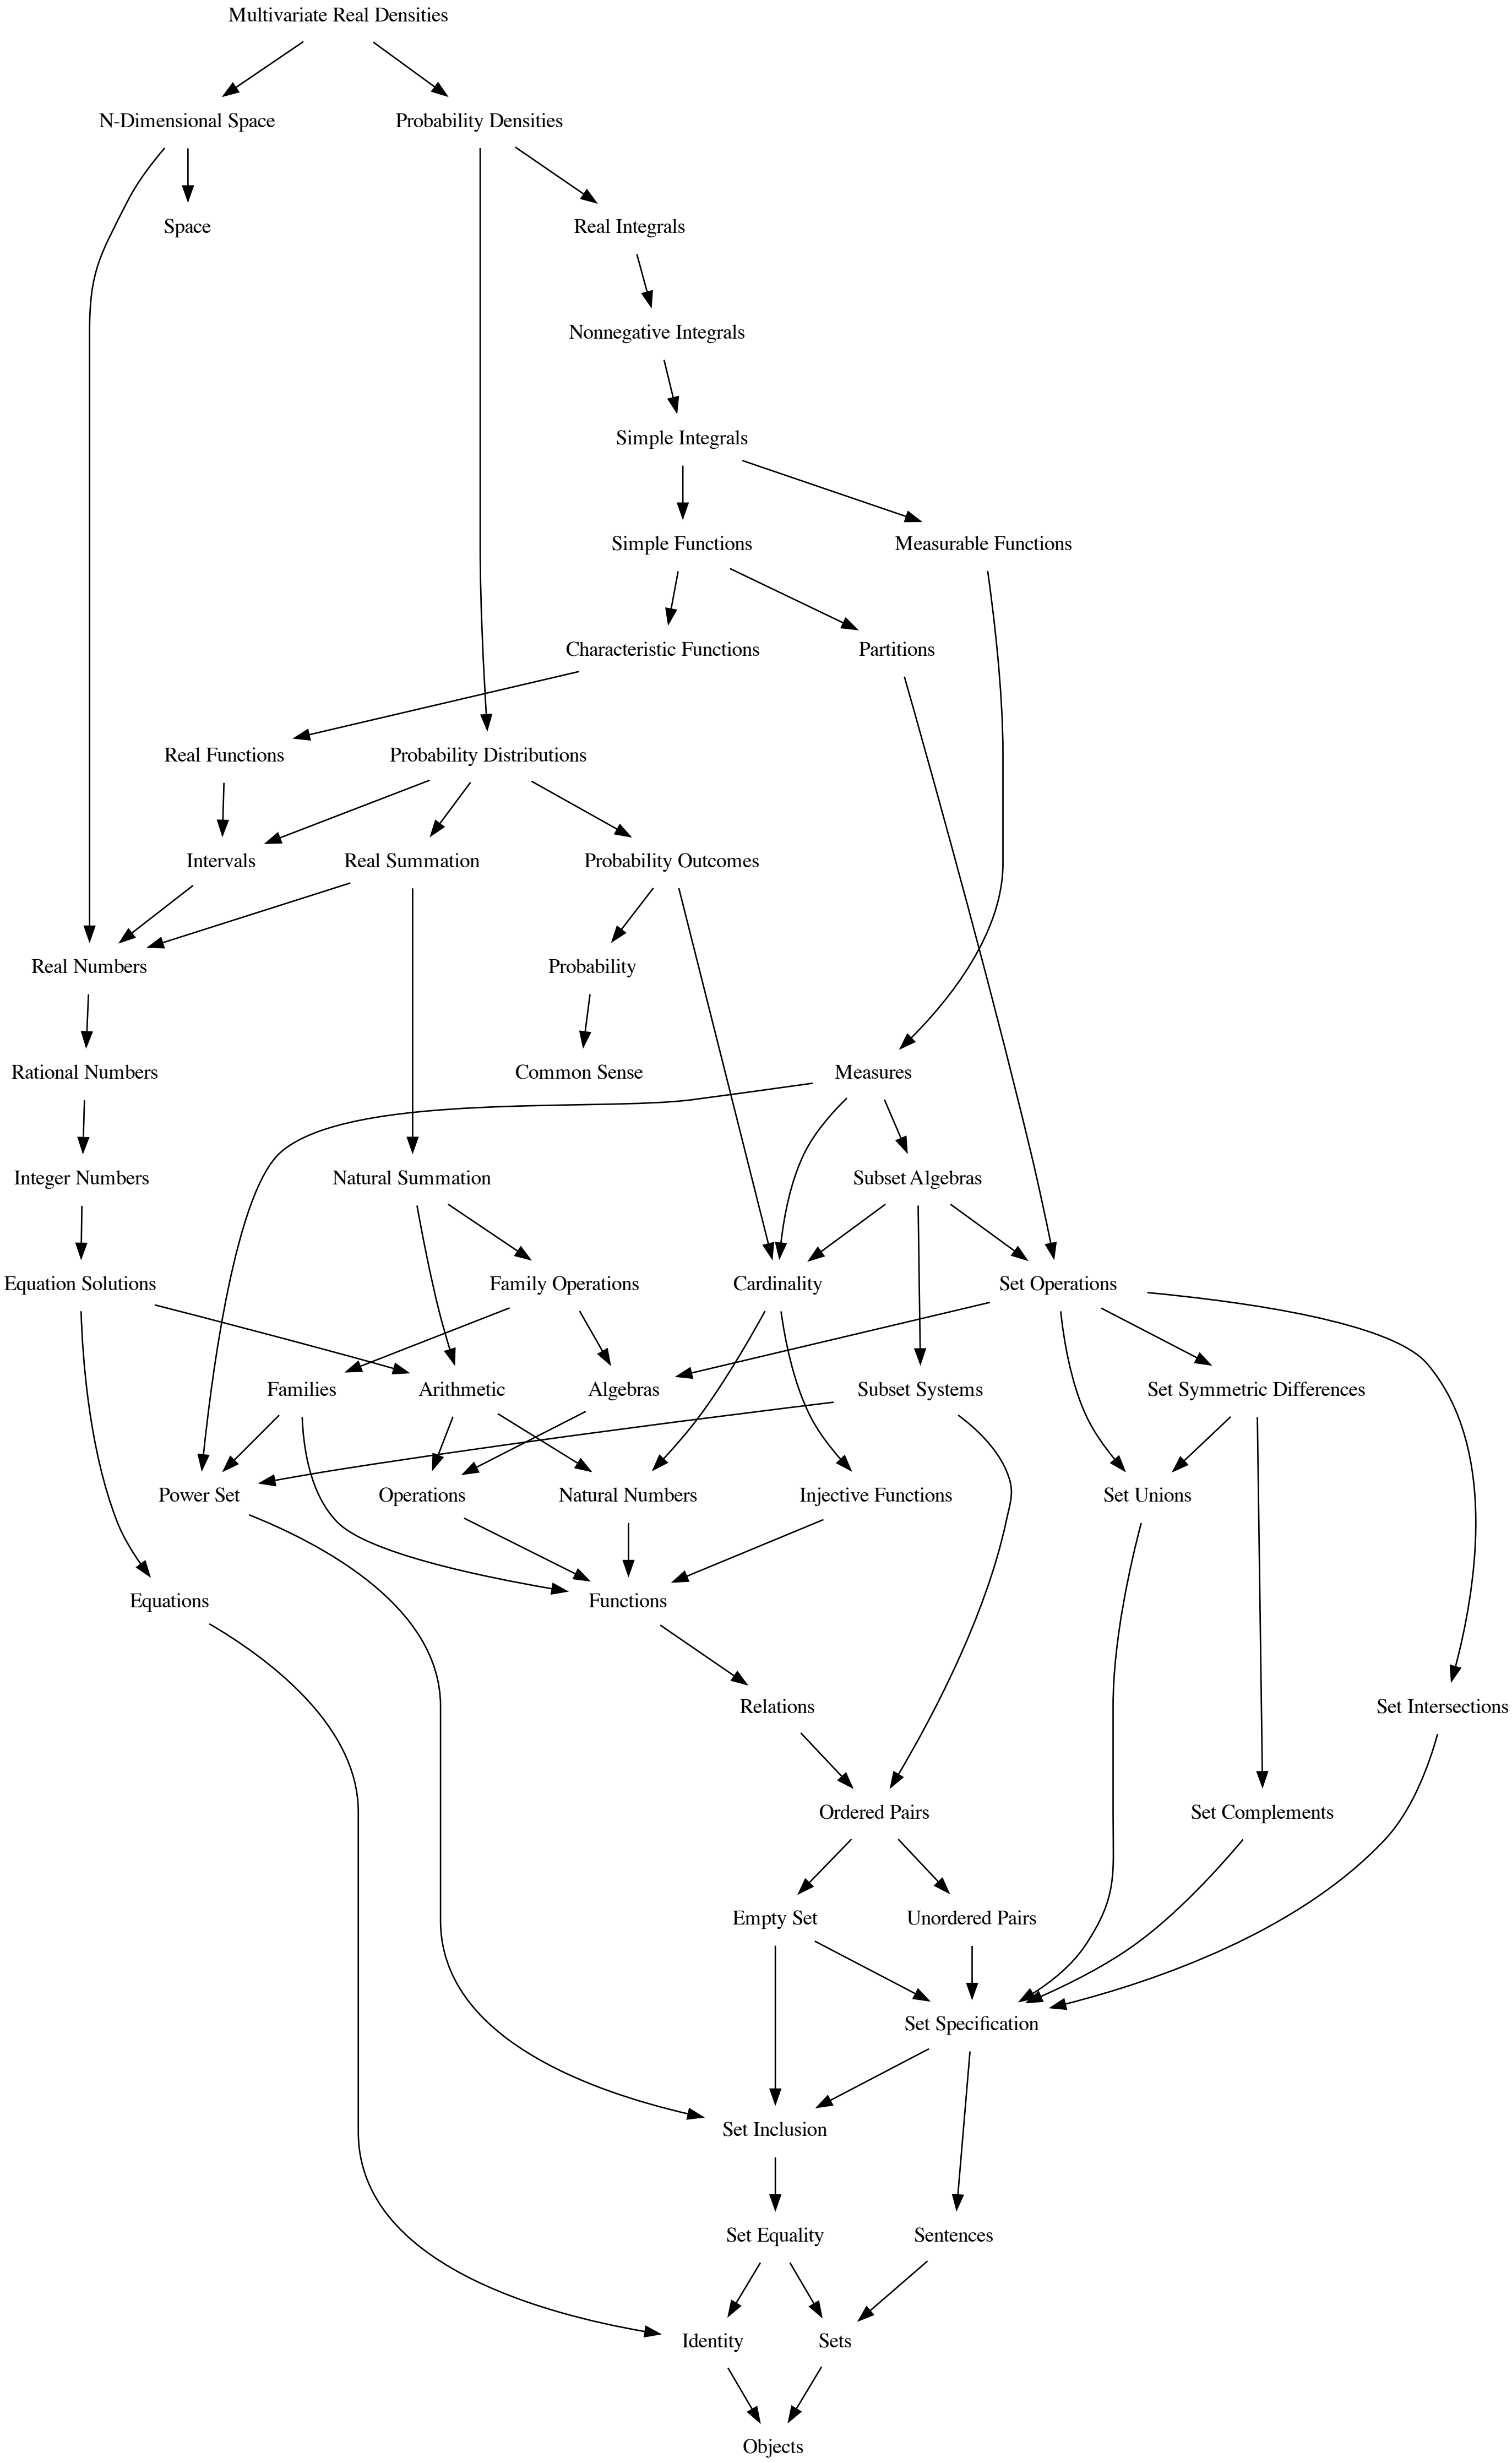 Multivariate Real Densities
N-Dimensional Space
Probability Densities
Space
Real Integrals
Nonnegative Integrals
Simple Integrals
Simple Functions
Measurable Functions
Characteristic Functions
Partitions
Real Functions
Probability Distributions
Intervals
Real Summation
Probability Outcomes
Real Numbers
Probability
Rational Numbers
Common Sense
Measures
Integer Numbers
Natural Summation
Subset Algebras
Equation Solutions
Family Operations
Cardinality
Set Operations
Families
Arithmetic
Algebras
Subset Systems
Set Symmetric Differences
Power Set
Operations
Natural Numbers
Injective Functions
Set Unions
Equations
Functions
Relations
Set Intersections
Ordered Pairs
Set Complements
Empty Set
Unordered Pairs
Set Specification
Set Inclusion
Set Equality
Sentences
Identity
Sets
Objects